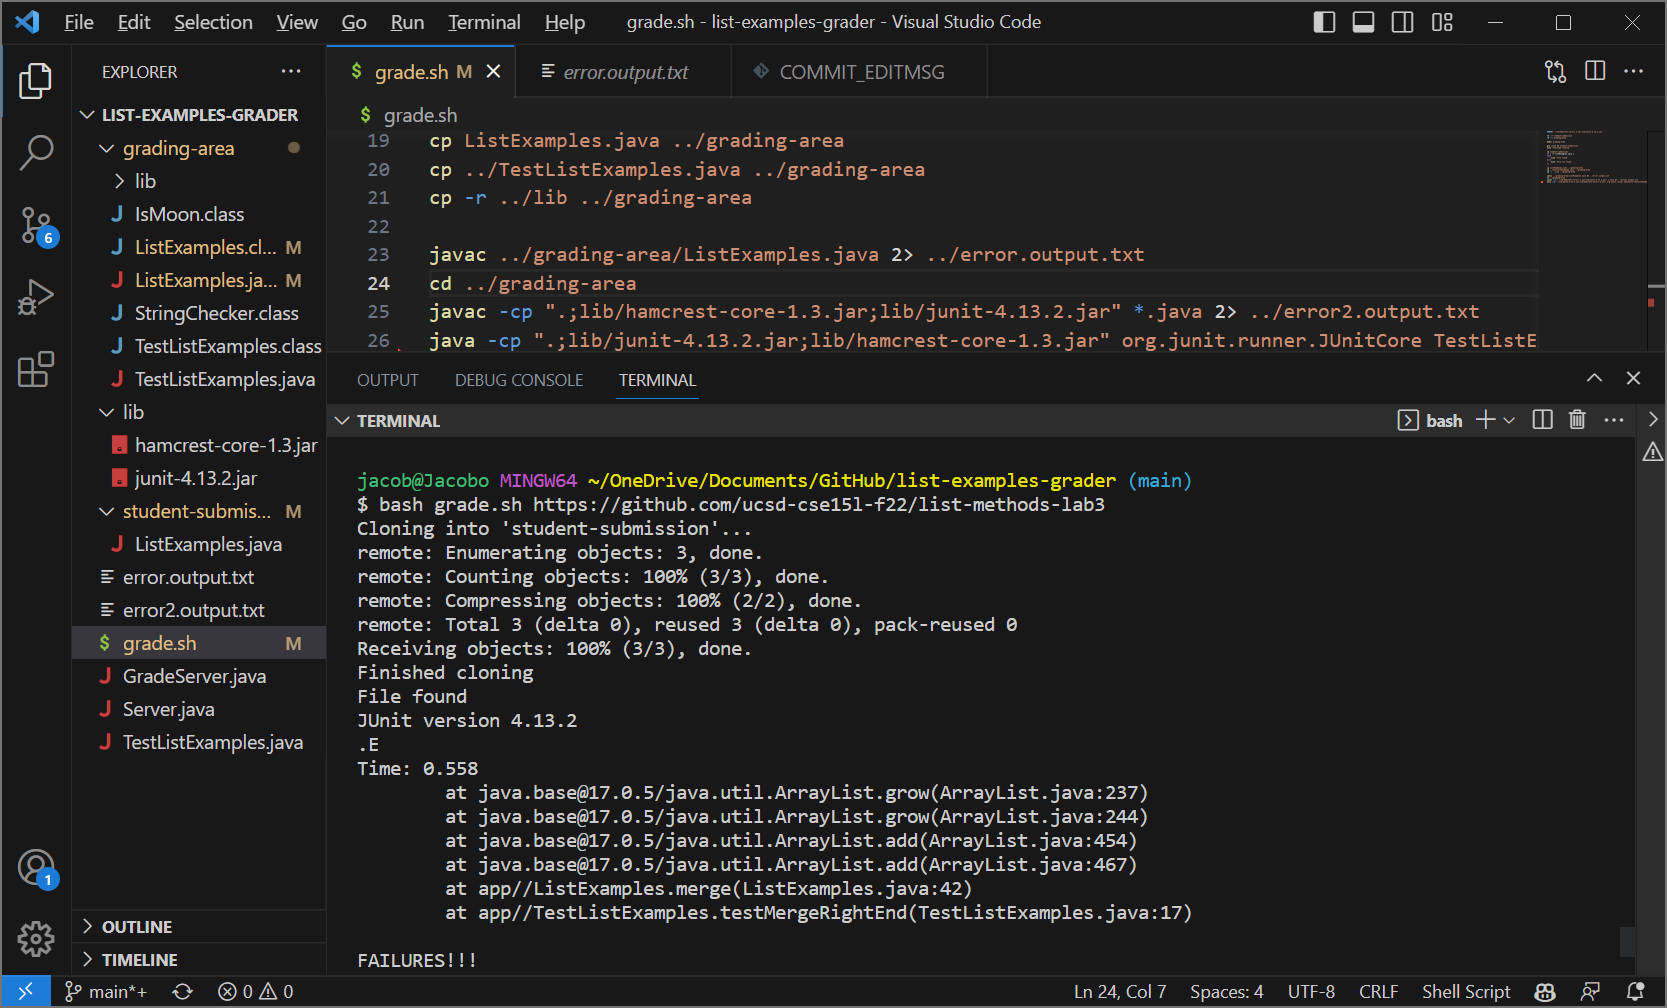 File Edit Selection View Go Run Terminal Help grade.sh - list-examples-grader - Visual Studio Code
EXPLORER ...
$ grade.sh M error.output.txt COMMIT_EDITMSG
LIST-EXAMPLES-GRADER
grading-area
lib
J IsMoon.class
J ListExamples.cl... M
J ListExamples.ja... M
J StringChecker.class
J TestListExamples.class
J TestListExamples.java
lib
hamcrest-core-1.3.jar
junit-4.13.2.jar
student-submis... M
J ListExamples.java
error.output.txt
error2.output.txt
$ grade.sh M
J GradeServer.java
J Server.java
J TestListExamples.java
OUTLINE
TIMELINE
6
1
$ grade.sh
19 cp ListExamples.java ../grading-area
20 cp ../TestListExamples.java ../grading-area
21 cp -r ../lib ../grading-area
22
23 javac ../grading-area/ListExamples.java 2> ../error.output.txt
24 cd ../grading-area
25 javac -cp ".;lib/hamcrest-core-1.3.jar;lib/junit-4.13.2.jar" *.java 2> ../error2.output.txt
26 java -cp ".;lib/junit-4.13.2.jar;lib/hamcrest-core-1.3.jar" org.junit.runner.JUnitCore TestListE
OUTPUT DEBUG CONSOLE TERMINAL
TERMINAL bash
jacob@Jacobo MINGW64 ~/OneDrive/Documents/GitHub/list-examples-grader (main)
$ bash grade.sh https://github.com/ucsd-cse15l-f22/list-methods-lab3
Cloning into 'student-submission'...
remote: Enumerating objects: 3, done.
remote: Counting objects: 100% (3/3), done.
remote: Compressing objects: 100% (2/2), done.
remote: Total 3 (delta 0), reused 3 (delta 0), pack-reused 0
Receiving objects: 100% (3/3), done.
Finished cloning
File found
JUnit version 4.13.2
.E
Time: 0.558
at java.base@17.0.5/java.util.ArrayList.grow(ArrayList.java:237)
at java.base@17.0.5/java.util.ArrayList.grow(ArrayList.java:244)
at java.base@17.0.5/java.util.ArrayList.add(ArrayList.java:454)
at java.base@17.0.5/java.util.ArrayList.add(ArrayList.java:467)
at app//ListExamples.merge(ListExamples.java:42)
at app//TestListExamples.testMergeRightEnd(TestListExamples.java:17)
FAILURES!!!
main*+ 0 0 Ln 24, Col 7 Spaces: 4 UTF-8 CRLF Shell Script